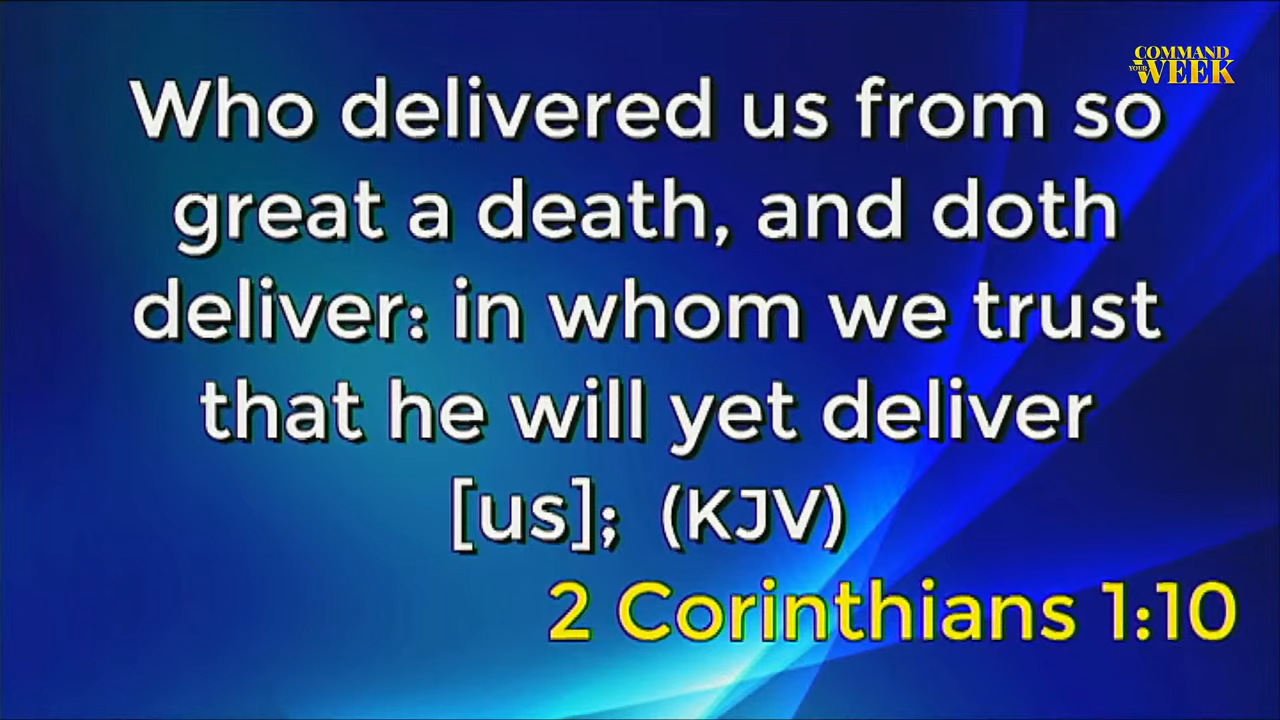 COMMAND
YOUR WEEK
Who delivered us from so
great a death, and doth
deliver: in whom we trust
that he will yet deliver
[us]; (KJV)
2 Corinthians 1:10